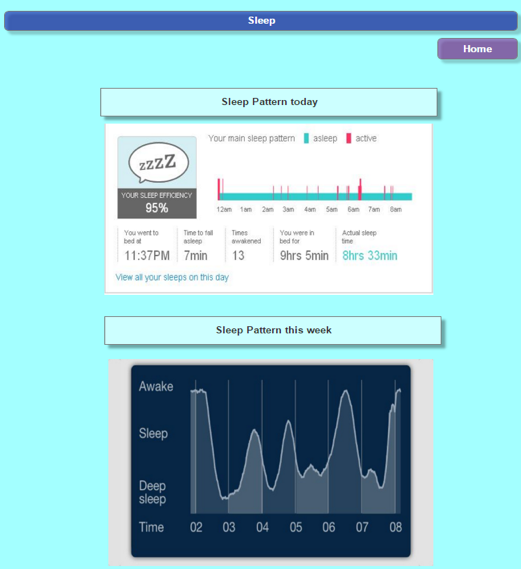 Sleep
Home
Sleep Pattern today
Your main sleep pattern asleep active
zzzZ
YOUR SLEEP EFFICIENCY
95%
12am 1am 2am 3am 4am 5am 6am 7am 8am
You went to bed at
11:37PM
Time to fall asleep
7min
Times awakened
13
You were in bed for
9hrs 5min
Actual sleep time
8hrs 33min
View all your sleeps on this day
Sleep Pattern this week
Awake
Sleep
Deep
sleep
Time 02 03 04 05 06 07 08